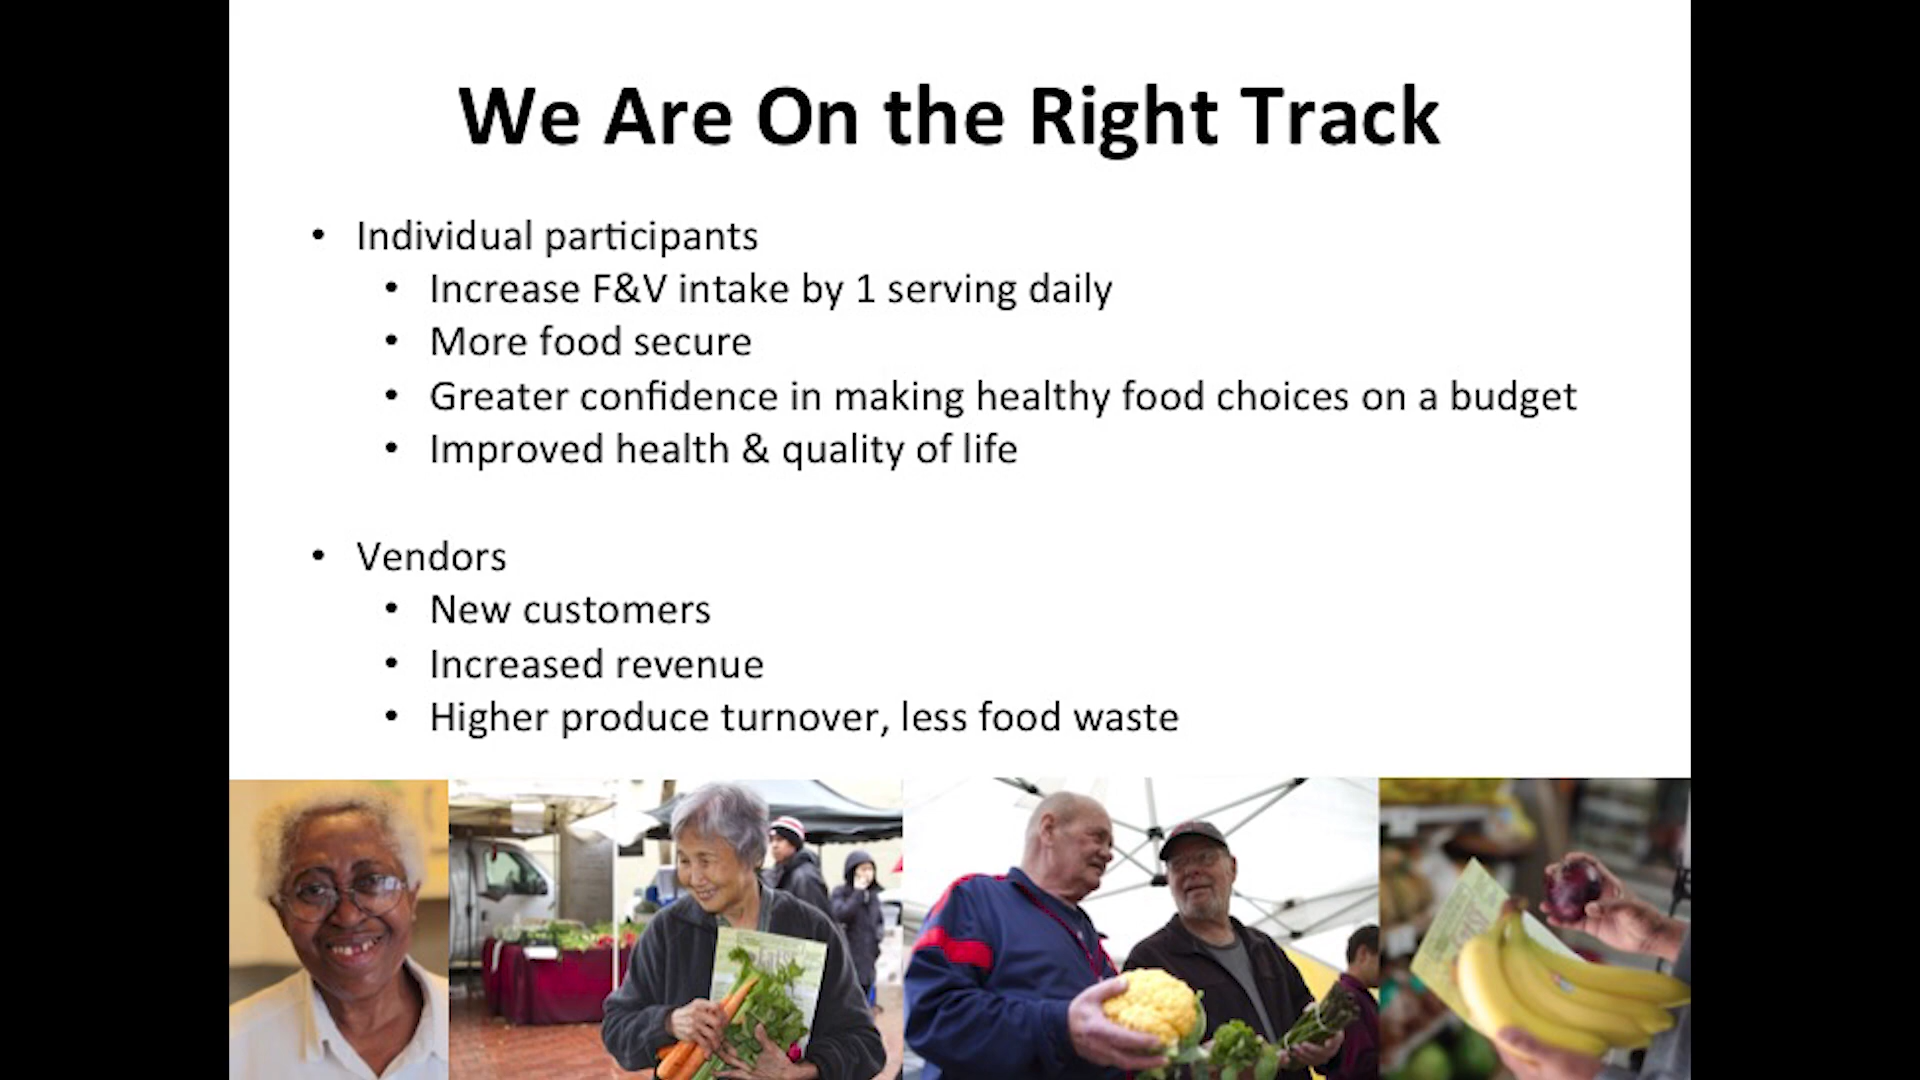 We Are On the Right Track
• Individual participants
• Increase F&V intake by 1 serving daily
• More food secure
• Greater confidence in making healthy food choices on a budget
• Improved health & quality of life
• Vendors
• New customers
• Increased revenue
• Higher produce turnover, less food waste